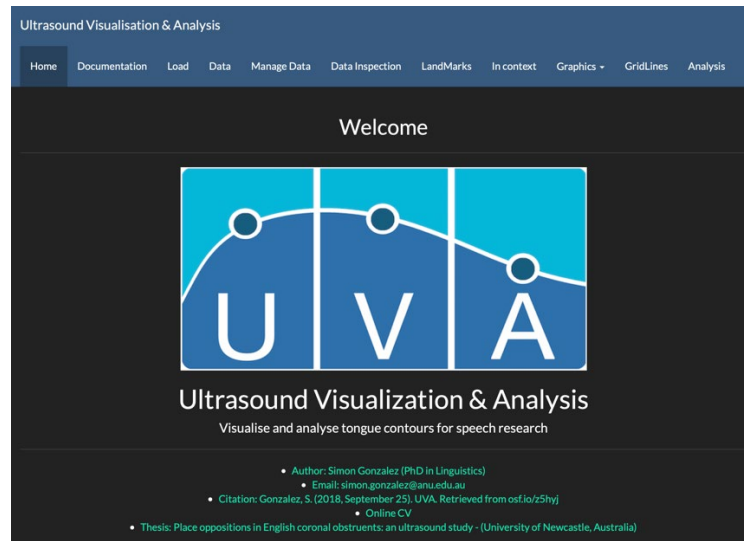 Ultrasound Visualisation & Analysis
Home Documentation Load Data Manage Data Data Inspection LandMarks In context Graphics GridLines Analysis
Welcome
U V A
Ultrasound Visualization & Analysis
Visualise and analyse tongue contours for speech research
• Author: Simon Gonzalez (PhD in Linguistics)
• Email: simon.gonzalez@anu.edu.au
• Citation: Gonzalez, S. (2018, September 25). UVA. Retrieved from osf.io/z5hyj
• Online CV
• Thesis: Place oppositions in English coronal obstruents: an ultrasound study - (University of Newcastle, Australia)